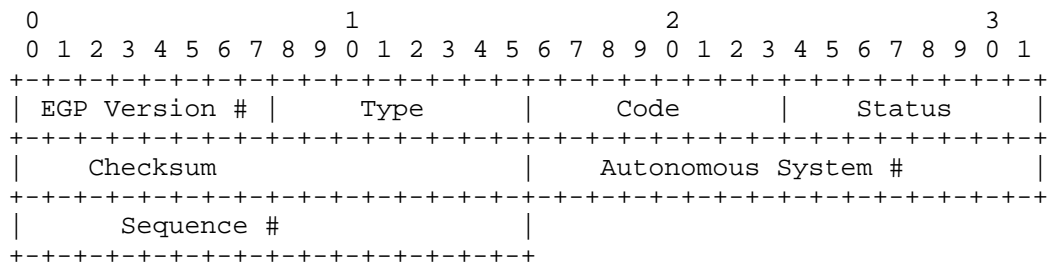 0                   1                   2                   3
 0 1 2 3 4 5 6 7 8 9 0 1 2 3 4 5 6 7 8 9 0 1 2 3 4 5 6 7 8 9 0 1
+-+-+-+-+-+-+-+-+-+-+-+-+-+-+-+-+-+-+-+-+-+-+-+-+-+-+-+-+-+-+-+-+
| EGP Version # |     Type      |     Code      |    Status     |
+-+-+-+-+-+-+-+-+-+-+-+-+-+-+-+-+-+-+-+-+-+-+-+-+-+-+-+-+-+-+-+-+
|    Checksum                   |    Autonomous System #        |
+-+-+-+-+-+-+-+-+-+-+-+-+-+-+-+-+-+-+-+-+-+-+-+-+-+-+-+-+-+-+-+-+
|      Sequence #               |
+-+-+-+-+-+-+-+-+-+-+-+-+-+-+-+-+